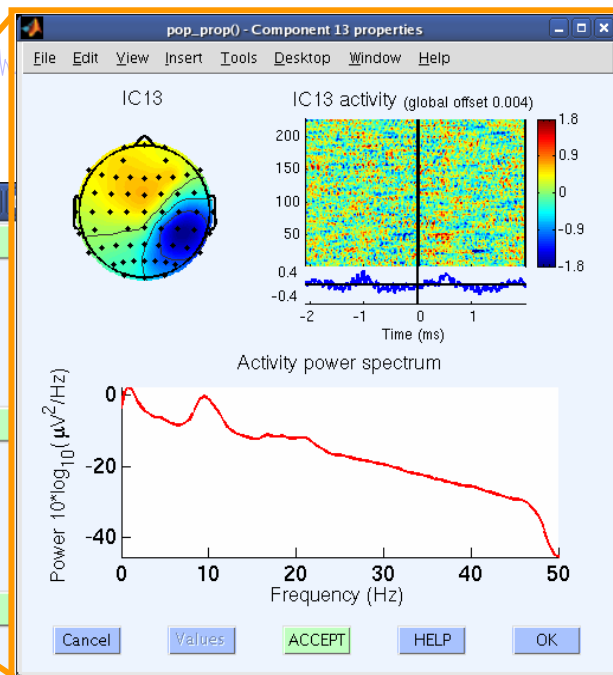 pop_prop() - Component 13 properties
File Edit View Insert Tools Desktop Window Help
IC13
IC13 activity (global offset 0.004)
200
150
100
50
1.8
0.9
0
-0.9
-1.8
0.4
-0.4
-2 -1 0 1
Time (ms)
Activity power spectrum
Power 10*log10(μV2/Hz)
0
-20
-40
0 10 20 30 40 50
Frequency (Hz)
Cancel Values ACCEPT HELP OK